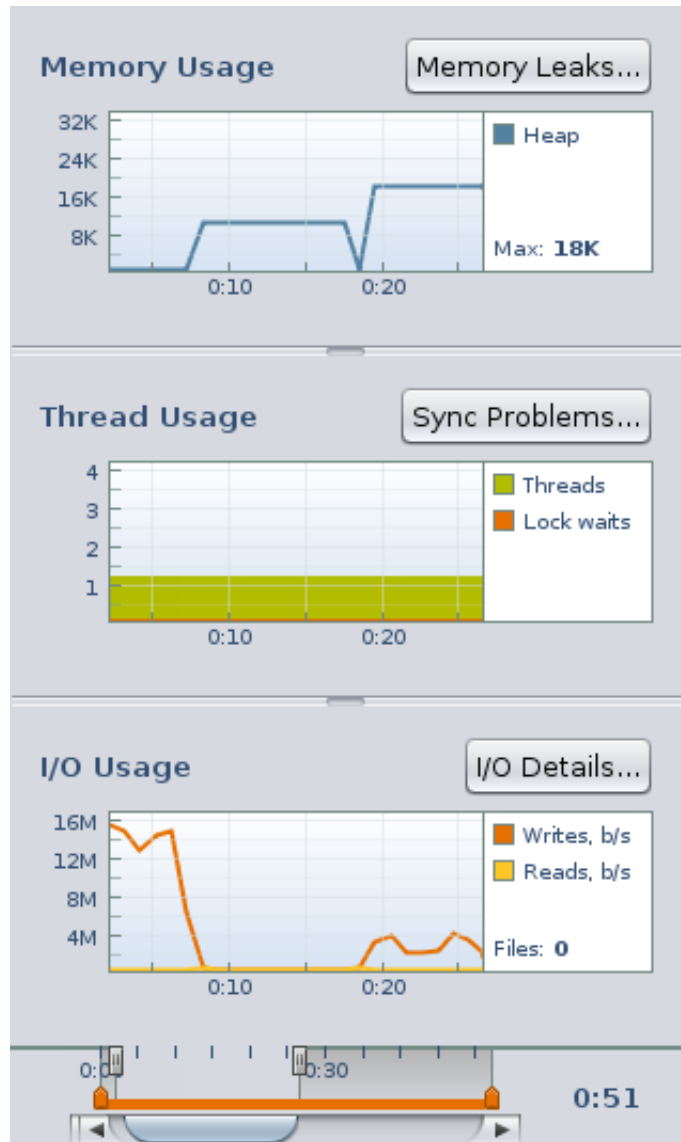 Memory Usage
Memory Leaks...
32K
24K
16K
8K
Heap
Max: 18K
0:10
0:20
Thread Usage
Sync Problems...
4
3
2
1
Threads
Lock waits
0:10
0:20
I/O Usage
I/O Details...
16M
12M
8M
4M
Writes, b/s
Reads, b/s
Files: 0
0:10
0:20
0:30
0:51